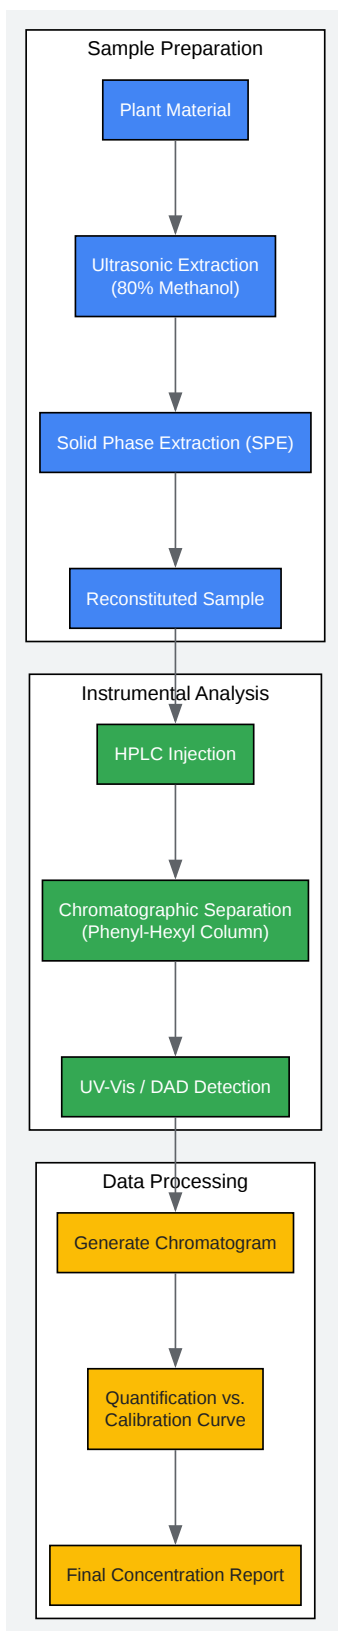 Sample Preparation
Plant Material
Ultrasonic Extraction
(80% Methanol)
Solid Phase Extraction (SPE)
Reconstituted Sample
Instrumental Analysis
HPLC Injection
Chromatographic Separation
(Phenyl-Hexyl Column)
UV-Vis / DAD Detection
Data Processing
Generate Chromatogram
Quantification vs.
Calibration Curve
Final Concentration Report